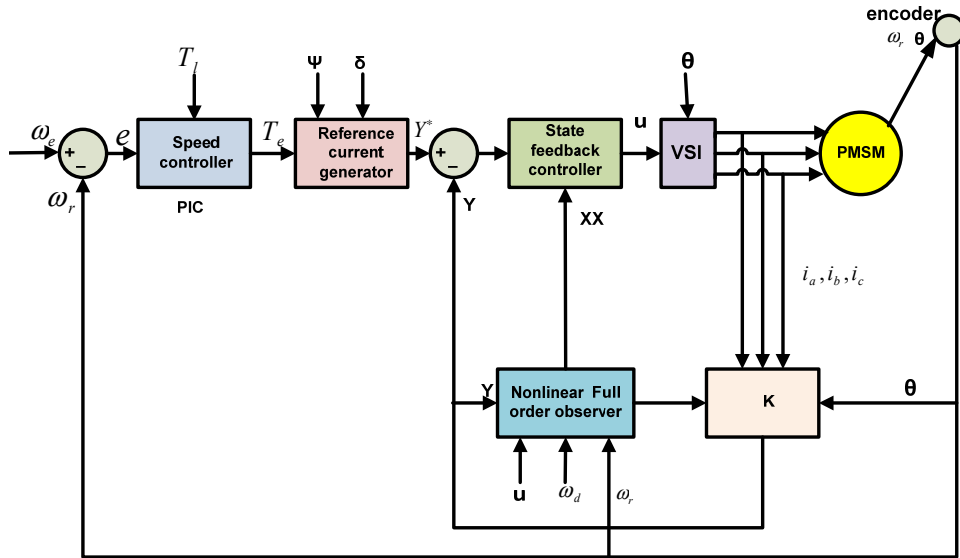 encoder
ω_r θ
T_l
Ψ δ
θ
ω_e
+
−
e
Speed
controller
T_e
Reference
current
generator
Y*
+
−
State
feedback
controller
u
VSI
PMSM
ω_r
PIC
Y
XX
i_a, i_b, i_c
Y
Nonlinear Full
order observer
K
θ
u
ω_d
ω_r